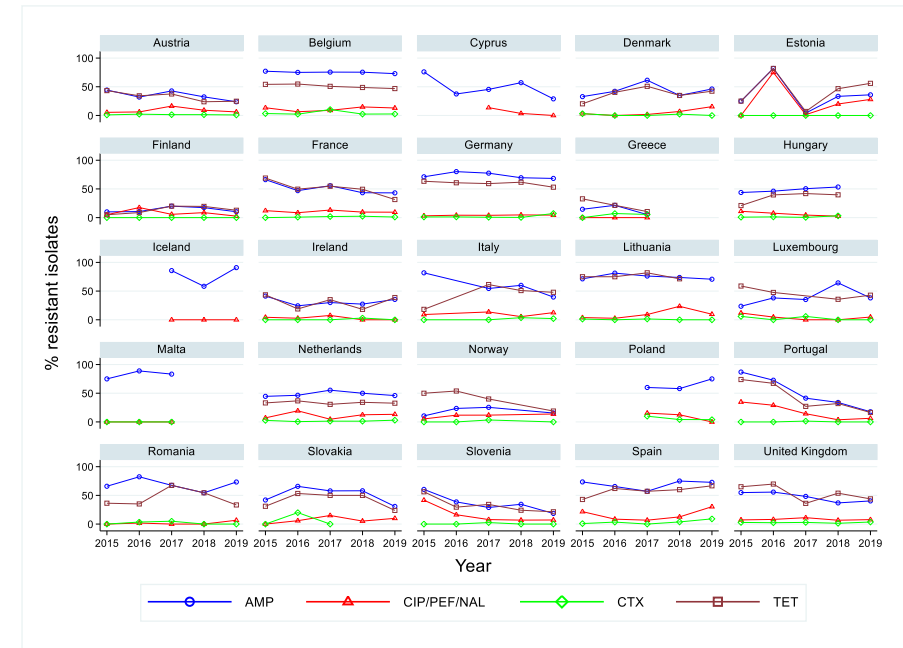 Austria Belgium Cyprus Denmark Estonia
100
50
0
Finland France Germany Greece Hungary
100
50
0
Iceland Ireland Italy Lithuania Luxembourg
100
50
0
Malta Netherlands Norway Poland Portugal
100
50
0
Romania Slovakia Slovenia Spain United Kingdom
100
50
0
2015 2016 2017 2018 2019 2015 2016 2017 2018 2019 2015 2016 2017 2018 2019 2015 2016 2017 2018 2019 2015 2016 2017 2018 2019
% resistant isolates
Year
AMP CIP/PEF/NAL CTX TET